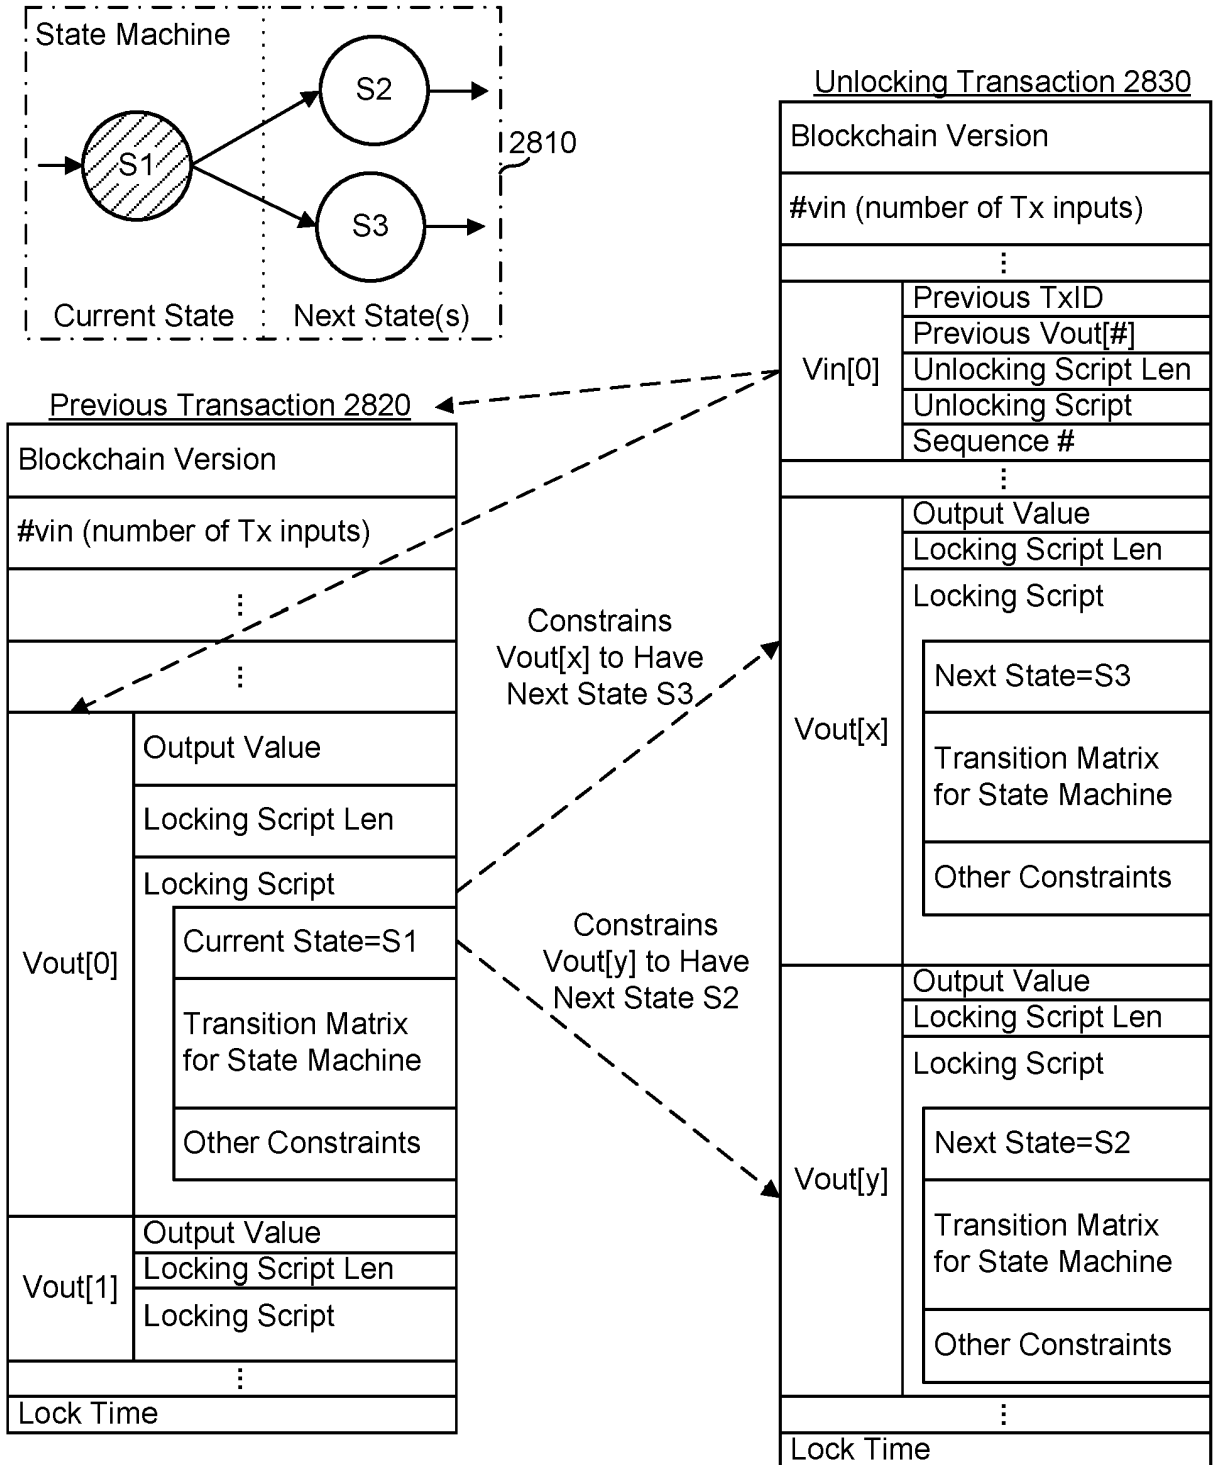 State Machine
S1
S2
S3
Current State
Next State(s)
2810
Previous Transaction 2820
Blockchain Version
#vin (number of Tx inputs)
⋮
⋮
Vout[0]
Output Value
Locking Script Len
Locking Script
Current State=S1
Transition Matrix
for State Machine
Other Constraints
Vout[1]
Output Value
Locking Script Len
Locking Script
⋮
Lock Time
Constrains
Vout[x] to Have
Next State S3
Constrains
Vout[y] to Have
Next State S2
Unlocking Transaction 2830
Blockchain Version
#vin (number of Tx inputs)
⋮
Vin[0]
Previous TxID
Previous Vout[#]
Unlocking Script Len
Unlocking Script
Sequence #
⋮
Vout[x]
Output Value
Locking Script Len
Locking Script
Next State=S3
Transition Matrix
for State Machine
Other Constraints
Vout[y]
Output Value
Locking Script Len
Locking Script
Next State=S2
Transition Matrix
for State Machine
Other Constraints
⋮
Lock Time